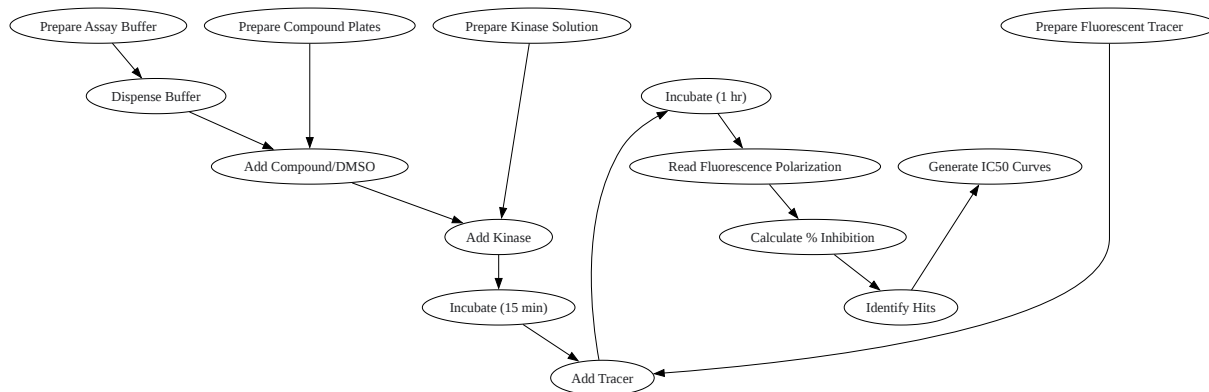 Prepare Assay Buffer
Prepare Compound Plates
Prepare Kinase Solution
Prepare Fluorescent Tracer
Dispense Buffer
Incubate (1 hr)
Add Compound/DMSO
Read Fluorescence Polarization
Generate IC50 Curves
Add Kinase
Calculate % Inhibition
Incubate (15 min)
Identify Hits
Add Tracer